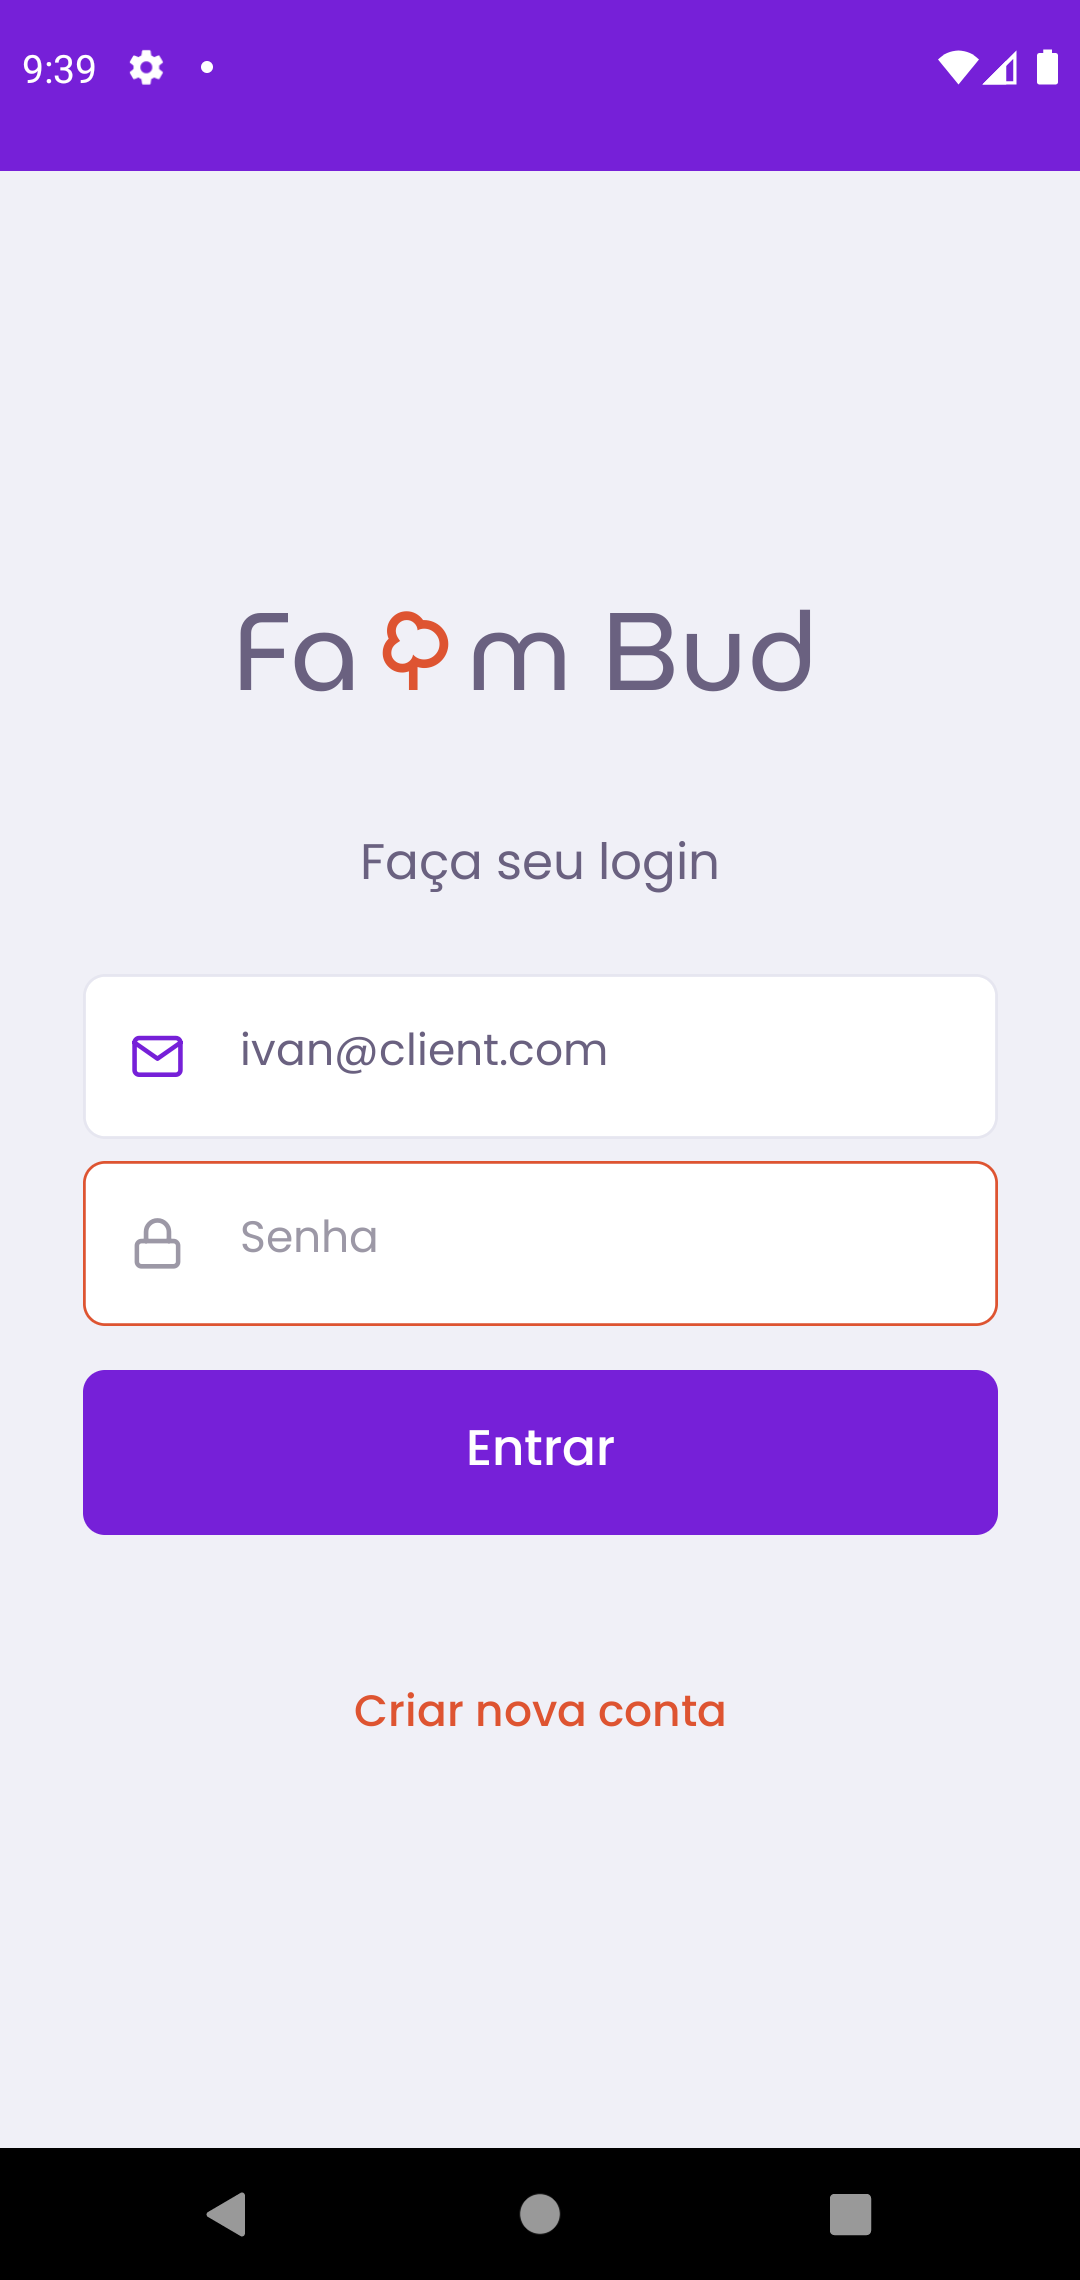 9:39
Fa m Bud
Faça seu login
ivan@client.com
Senha
Entrar
Criar nova conta